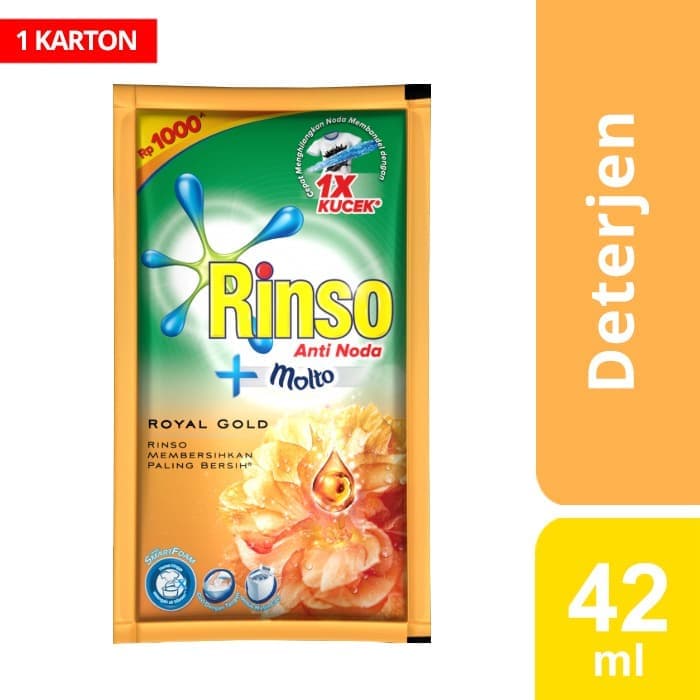 1 KARTON
Rp 1000
Cepat Menghilangkan Noda Membandel dengan
1X
KUCEK*
Rinso
Anti Noda
+ Molto
ROYAL GOLD
RINSO
MEMBERSIHKAN
PALING BERSIH
SMARTFOAM
Deterjen
42
ml